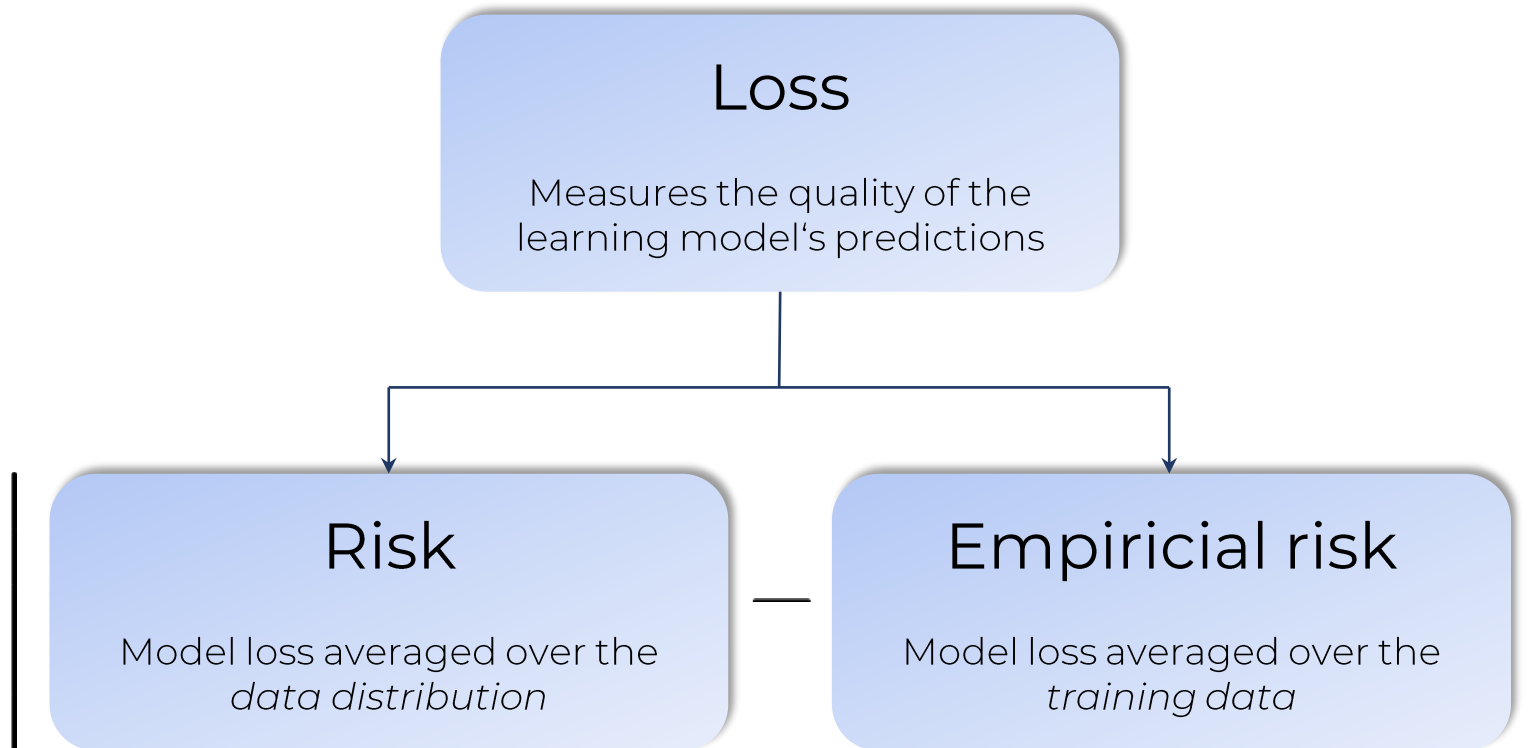 Loss
Measures the quality of the
learning model‘s predictions
Risk
Model loss averaged over the
data distribution
—
Empiricial risk
Model loss averaged over the
training data